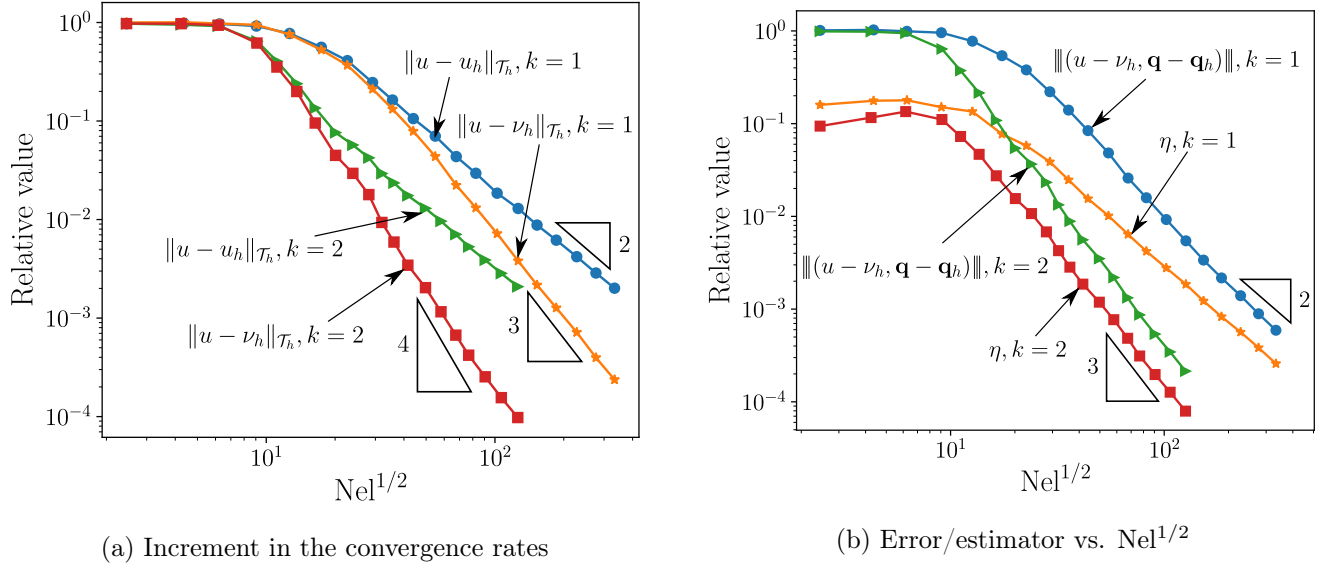 Relative value
10^0
10^{-1}
10^{-2}
10^{-3}
10^{-4}
‖u − u_h‖_{𝒯_h}, k = 1
‖u − ν_h‖_{𝒯_h}, k = 1
‖u − u_h‖_{𝒯_h}, k = 2
‖u − ν_h‖_{𝒯_h}, k = 2
2
3
4
10^1
10^2
Nel^{1/2}
(a) Increment in the convergence rates
Relative value
10^0
10^{-1}
10^{-2}
10^{-3}
10^{-4}
⦀(u − ν_h, q − q_h)⦀, k = 1
η, k = 1
⦀(u − ν_h, q − q_h)⦀, k = 2
η, k = 2
2
3
10^1
10^2
Nel^{1/2}
(b) Error/estimator vs. Nel^{1/2}